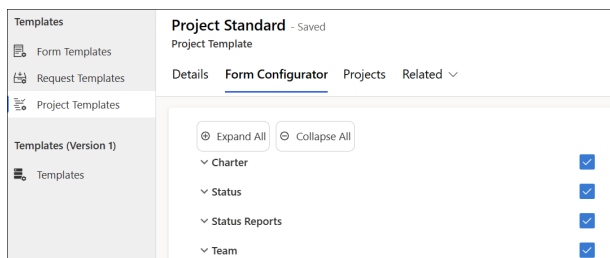 Templates
Form Templates
Request Templates
Project Templates
Templates (Version 1)
Templates
Project Standard - Saved
Project Template
Details Form Configurator Projects Related
Expand All Collapse All
Charter
Status
Status Reports
Team